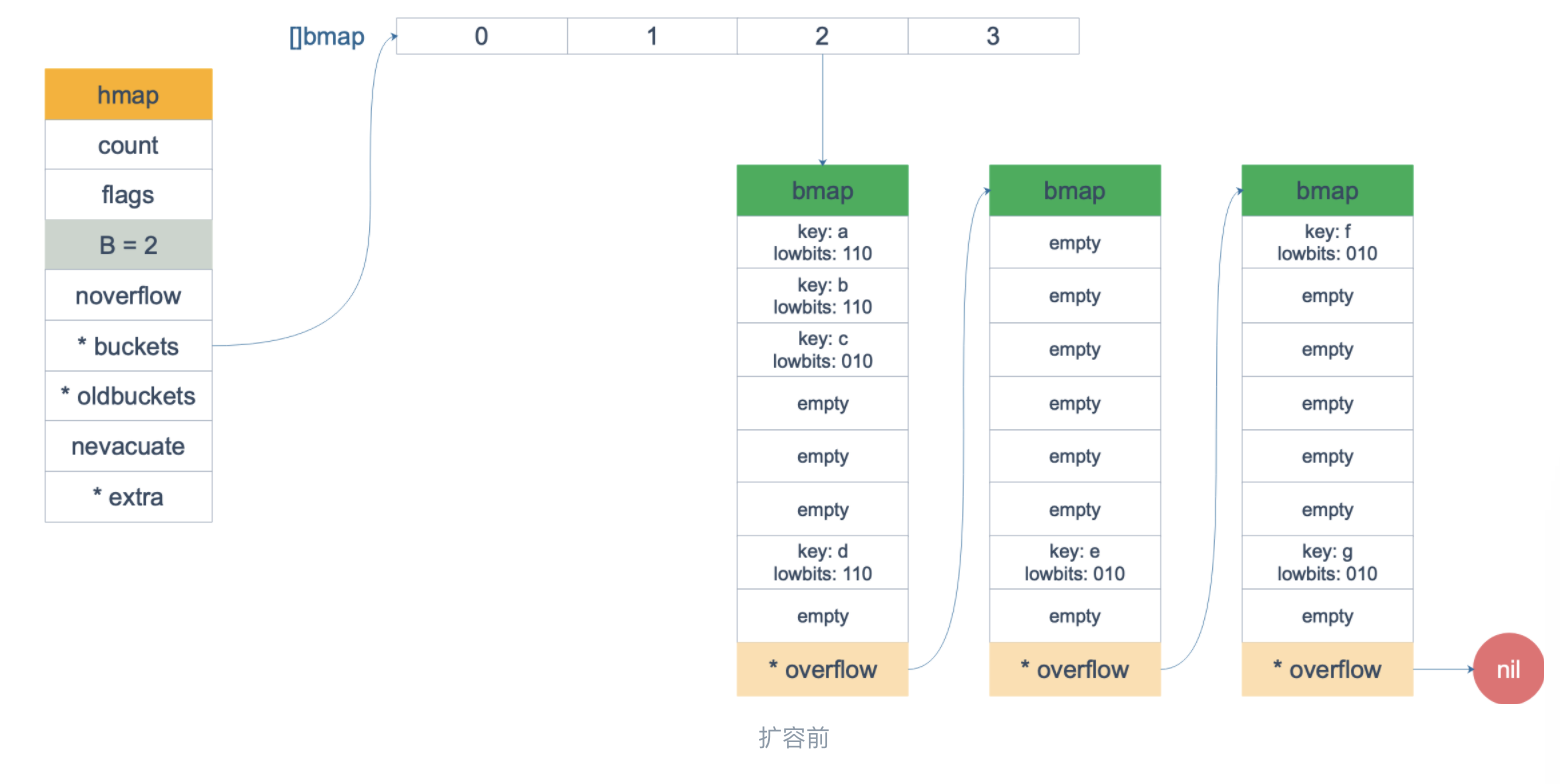 []bmap
0
1
2
3
hmap
count
flags
B = 2
noverflow
* buckets
* oldbuckets
nevacuate
* extra
bmap
key: a
lowbits: 110
key: b
lowbits: 110
key: c
lowbits: 010
empty
empty
empty
key: d
lowbits: 110
empty
* overflow
bmap
empty
empty
empty
empty
empty
empty
key: e
lowbits: 010
empty
* overflow
bmap
key: f
lowbits: 010
empty
empty
empty
empty
empty
key: g
lowbits: 010
empty
* overflow
nil
扩容前